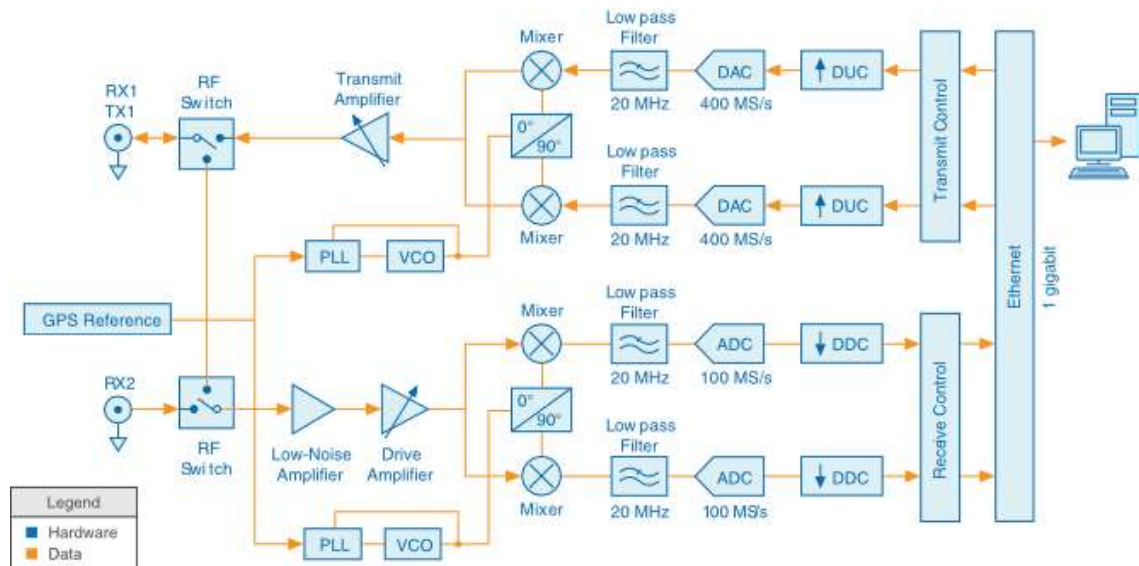 Low pass
Filter
Mixer
DAC
DUC
20 MHz
400 MS/s
RX1
TX1
RF
Switch
Transmit
Amplifier
0°
90°
Low pass
Filter
DAC
DUC
Mixer
20 MHz
400 MS/s
Transmit Control
PLL
VCO
GPS Reference
Ethernet
1 gigabit
Low pass
Filter
Mixer
ADC
DDC
20 MHz
100 MS/s
RX2
RF
Switch
Low-Noise
Amplifier
Drive
Amplifier
0°
90°
Low pass
Filter
ADC
DDC
Mixer
20 MHz
100 MS's
Receive Control
PLL
VCO
Legend
Hardware
Data